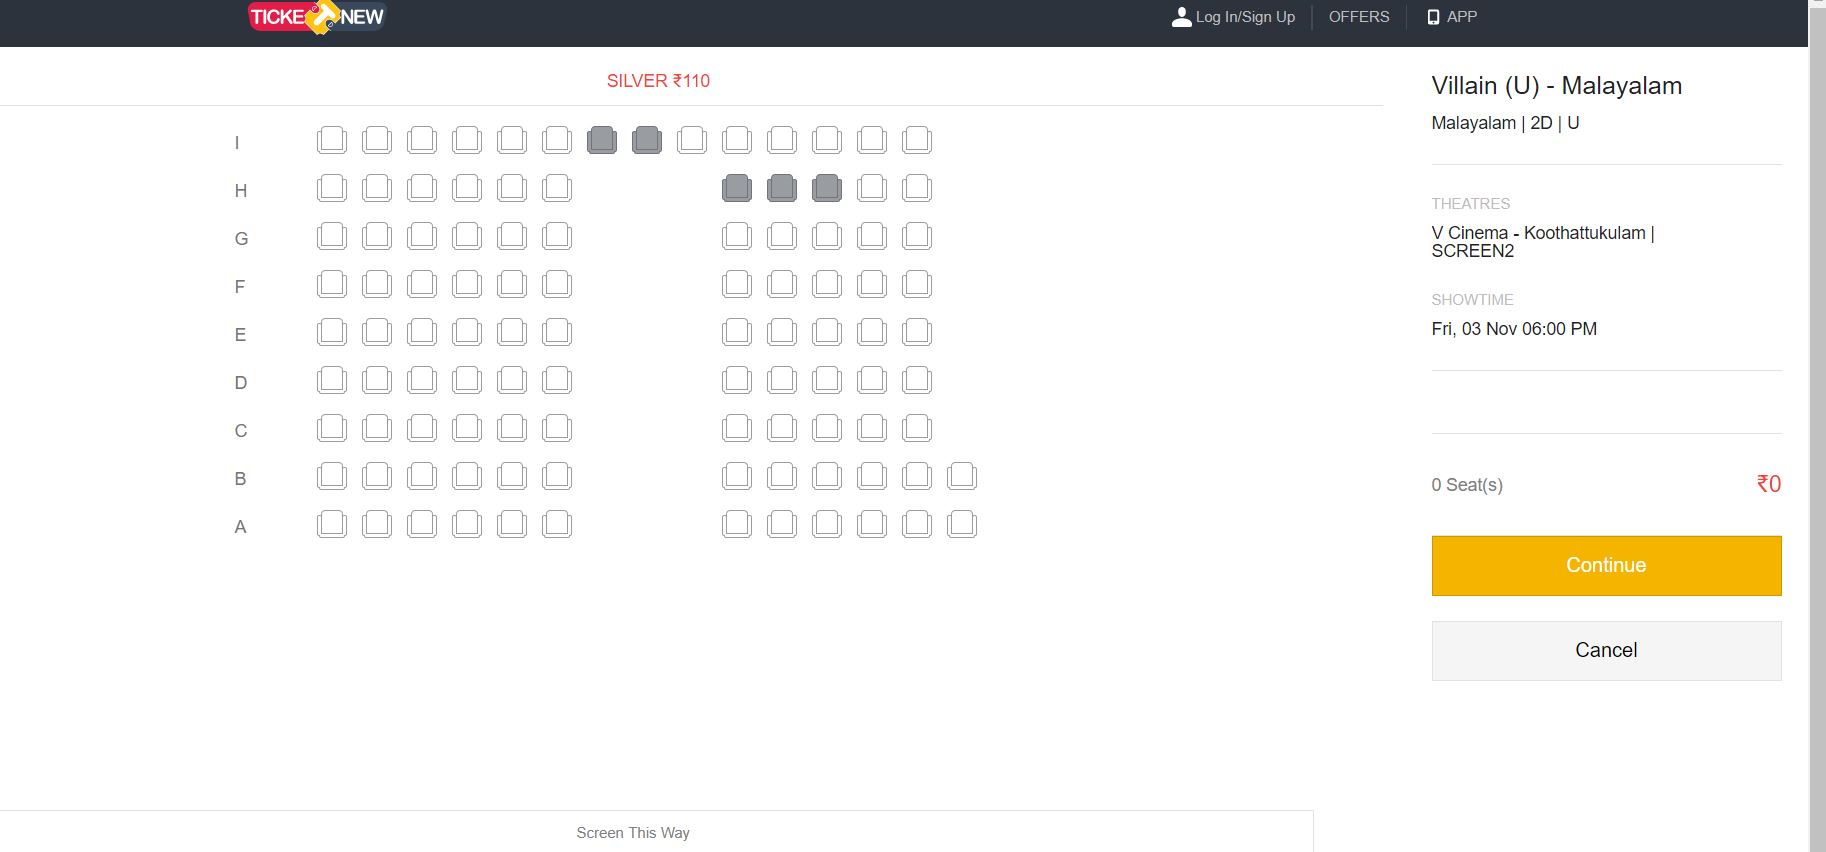 TICKETNEW
Log In/Sign Up
OFFERS
APP
SILVER ₹110
I
H
G
F
E
D
C
B
A
Screen This Way
Villain (U) - Malayalam
Malayalam | 2D | U
THEATRES
V Cinema - Koothattukulam |
SCREEN2
SHOWTIME
Fri, 03 Nov 06:00 PM
0 Seat(s)
₹0
Continue
Cancel